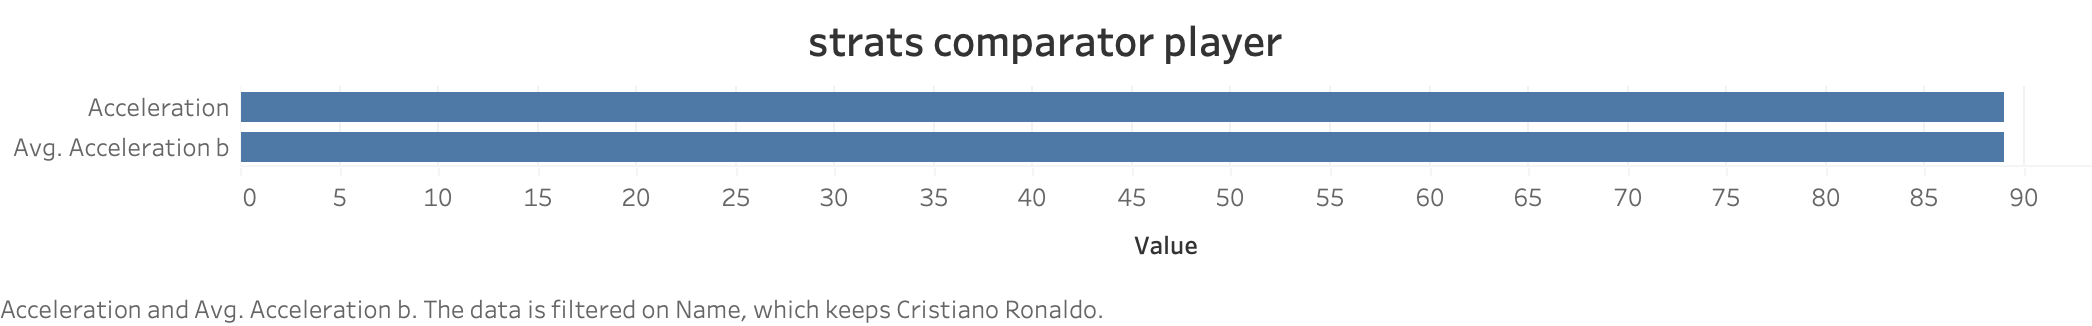 strats comparator player
Acceleration
Avg. Acceleration b
0 5 10 15 20 25 30 35 40 45 50 55 60 65 70 75 80 85 90
Value
Acceleration and Avg. Acceleration b. The data is filtered on Name, which keeps Cristiano Ronaldo.